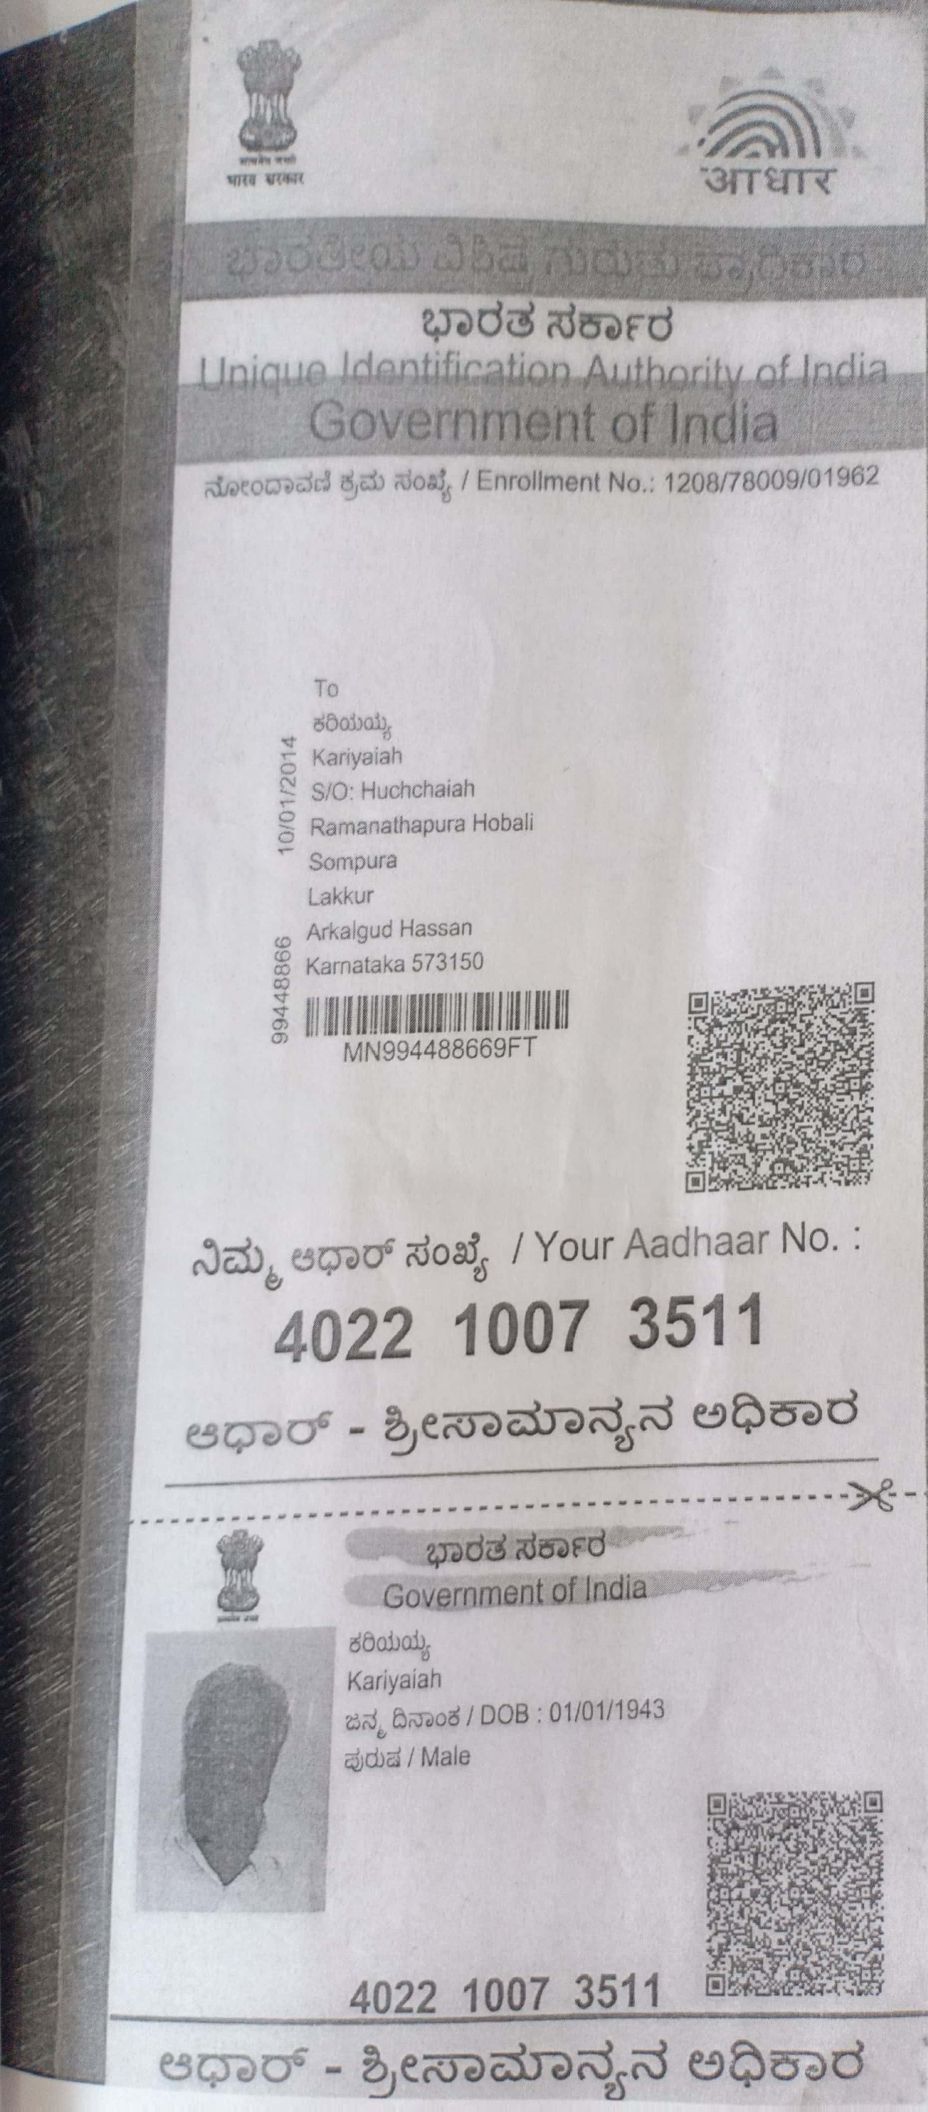 भारत सरकार
आधार
ಭಾರತೀಯ ವಿಶಿಷ್ಟ ಗುರುತು ಪ್ರಾಧಿಕಾರ
ಭಾರತ ಸರ್ಕಾರ
Unique Identification Authority of India
Government of India
ನೋಂದಾವಣೆ ಕ್ರಮ ಸಂಖ್ಯೆ / Enrollment No.: 1208/78009/01962
To
ಕರಿಯಯ್ಯ
Kariyaiah
S/O: Huchchaiah
Ramanathapura Hobali
Sompura
Lakkur
Arkalgud Hassan
Karnataka 573150
10/01/2014
99448866
MN994488669FT
ನಿಮ್ಮ ಆಧಾರ್ ಸಂಖ್ಯೆ / Your Aadhaar No. :
4022 1007 3511
ಆಧಾರ್ - ಶ್ರೀಸಾಮಾನ್ಯನ ಅಧಿಕಾರ
ಭಾರತ ಸರ್ಕಾರ
Government of India
ಕರಿಯಯ್ಯ
Kariyaiah
ಜನ್ಮ ದಿನಾಂಕ / DOB : 01/01/1943
ಪುರುಷ / Male
4022 1007 3511
ಆಧಾರ್ - ಶ್ರೀಸಾಮಾನ್ಯನ ಅಧಿಕಾರ